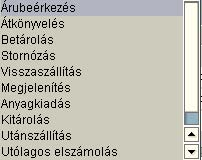 Árubeérkezés
Átkönyvelés
Betárolás
Stornózás
Visszaszállítás
Megjelenítés
Anyagkiadás
Kitárolás
Utánszállítás
Utólagos elszámolás